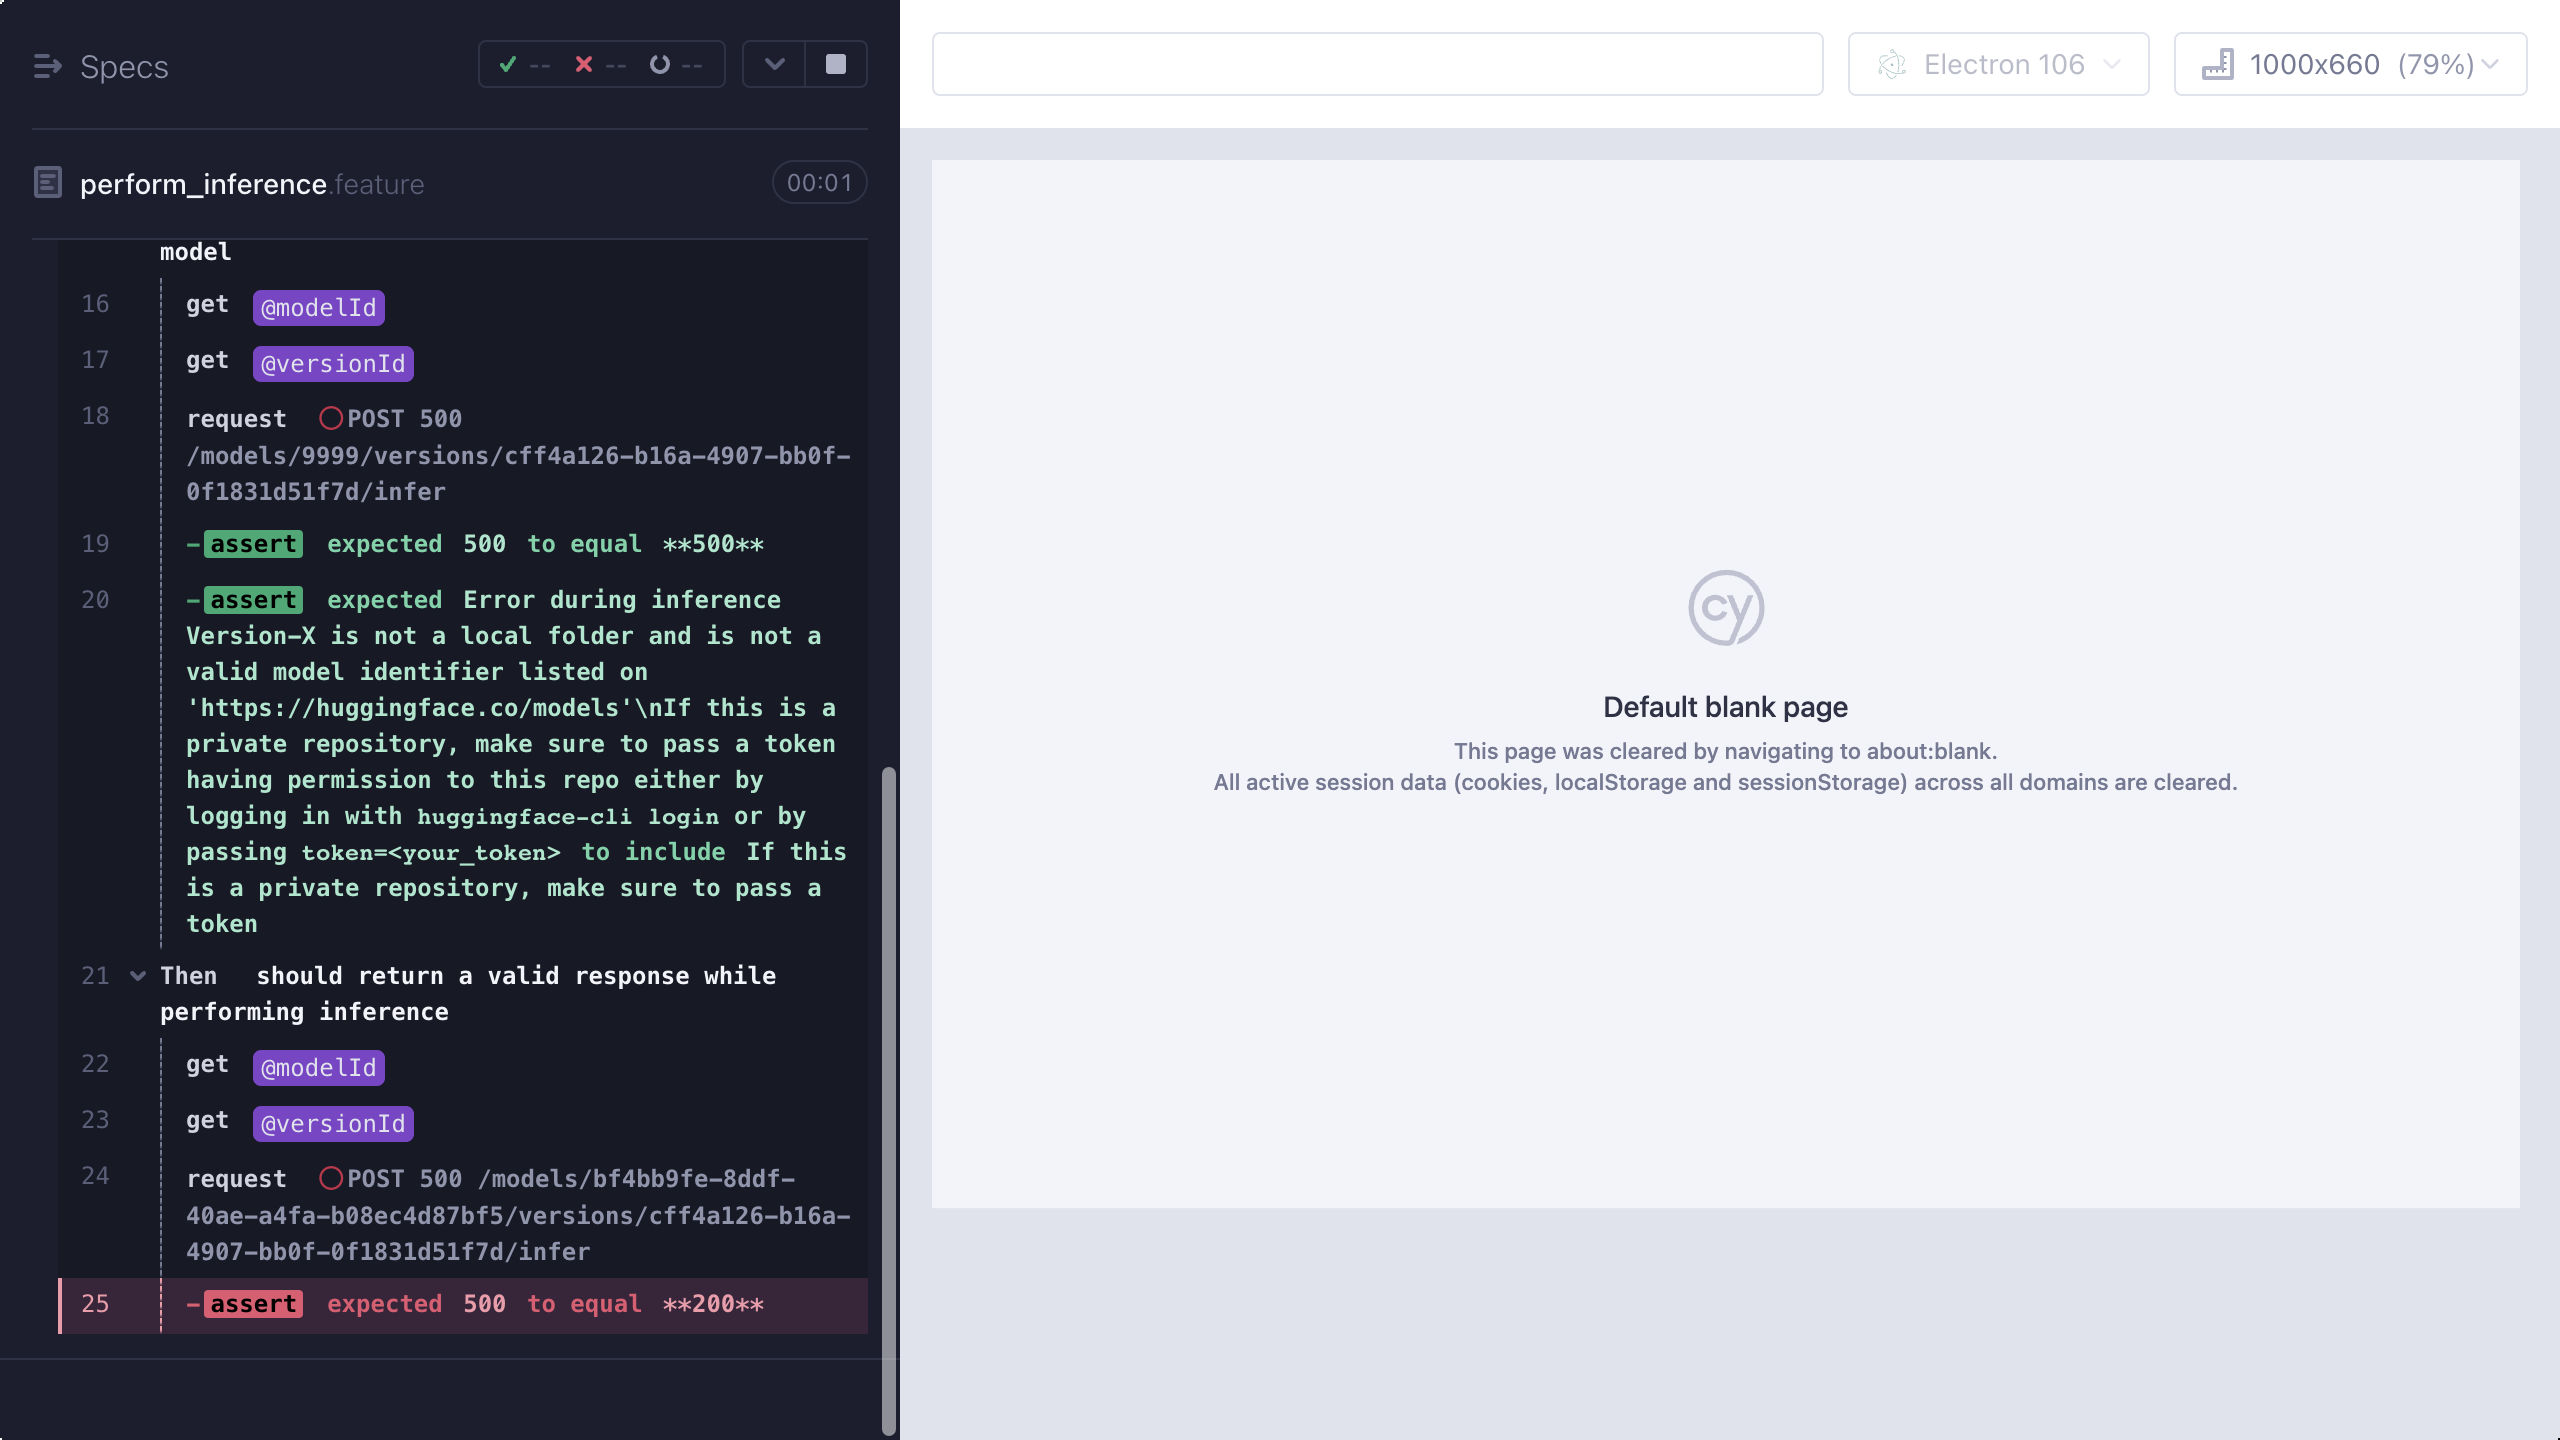 Specs
-- -- --
Electron 106
1000x660 (79%)
perform_inference.feature
00:01
model
16 get @modelId
17 get @versionId
18 request POST 500
/models/9999/versions/cff4a126-b16a-4907-bb0f-
0f1831d51f7d/infer
19 -assert expected 500 to equal **500**
20 -assert expected Error during inference
Version-X is not a local folder and is not a
valid model identifier listed on
'https://huggingface.co/models'\nIf this is a
private repository, make sure to pass a token
having permission to this repo either by
logging in with huggingface-cli login or by
passing token=<your_token> to include If this
is a private repository, make sure to pass a
token
21 Then should return a valid response while
performing inference
22 get @modelId
23 get @versionId
24 request POST 500 /models/bf4bb9fe-8ddf-
40ae-a4fa-b08ec4d87bf5/versions/cff4a126-b16a-
4907-bb0f-0f1831d51f7d/infer
25 -assert expected 500 to equal **200**
cy
Default blank page
This page was cleared by navigating to about:blank.
All active session data (cookies, localStorage and sessionStorage) across all domains are cleared.